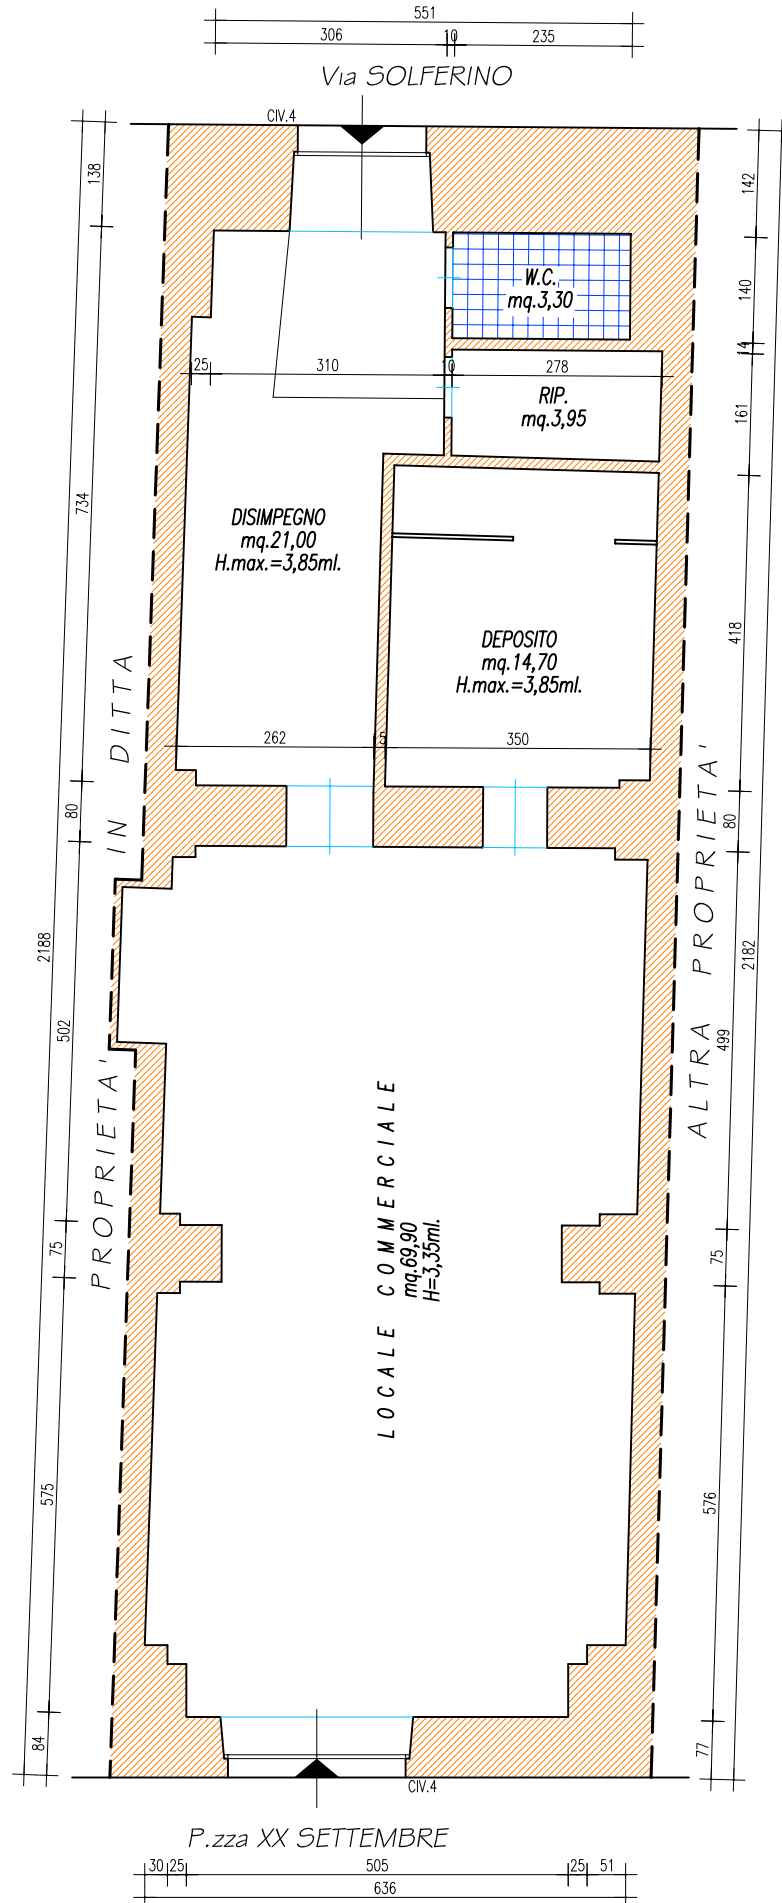 551
306
10
235
Via SOLFERINO
CIV.4
138
142
W.C.
mq.3,30
140
14
25
310
10
278
RIP.
mq.3,95
161
734
DISIMPEGNO
mq.21,00
H.max.=3,85ml.
418
DEPOSITO
mq.14,70
H.max.=3,85ml.
262
5
350
80
80
PROPRIETA' IN DITTA
ALTRA PROPRIETA'
2188
2182
502
499
LOCALE COMMERCIALE
mq.69,90
H=3,35ml.
75
75
575
576
84
77
CIV.4
P.zza XX SETTEMBRE
30
25
505
25
51
636